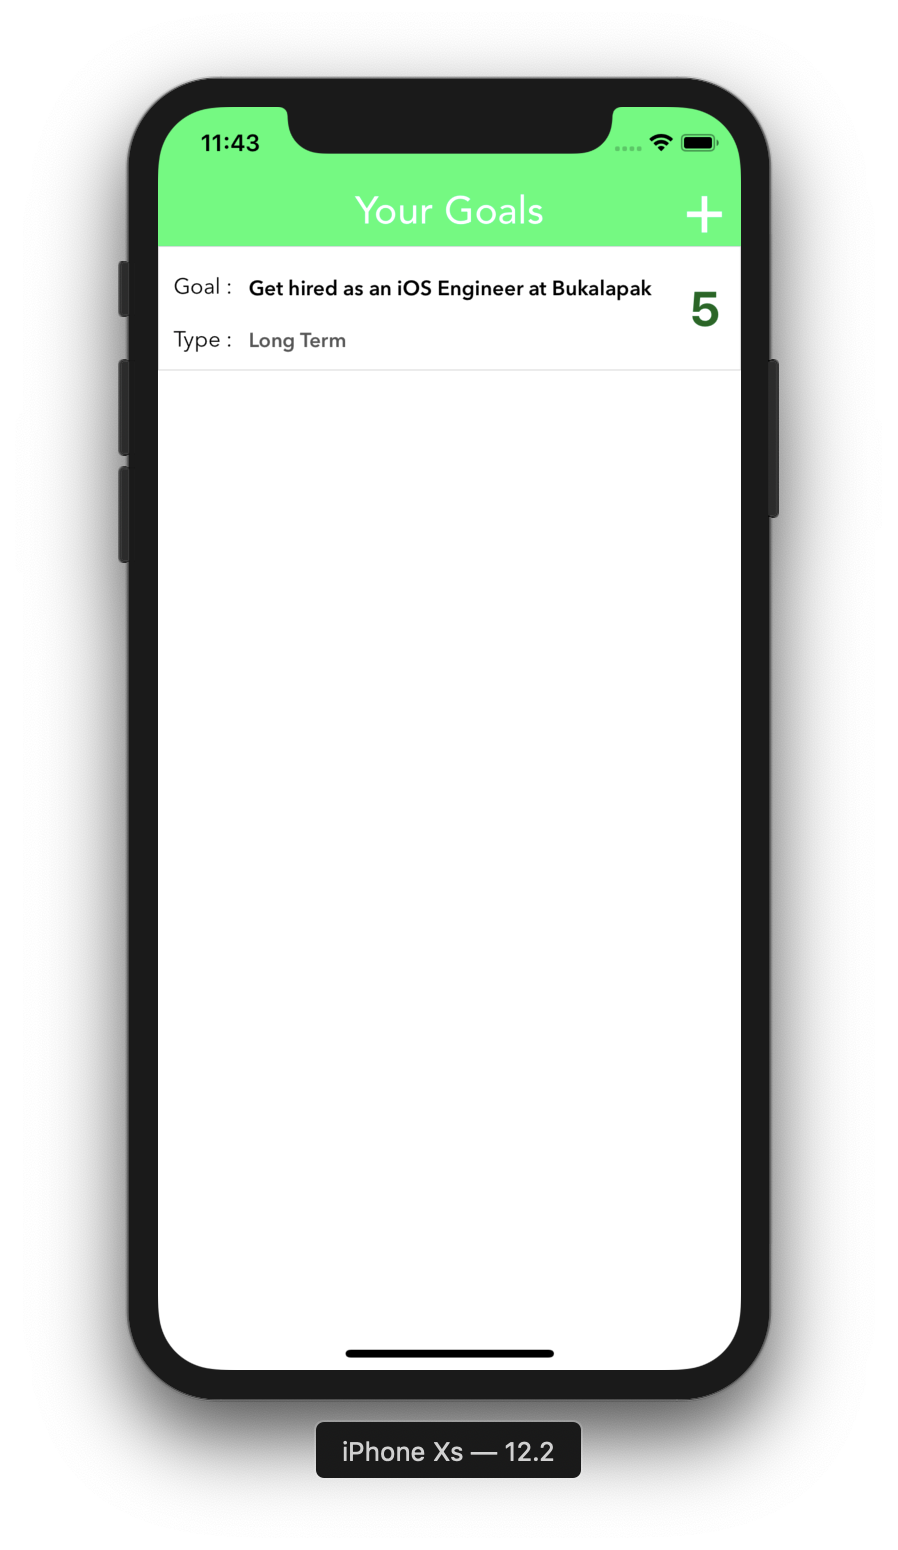 11:43
Your Goals
+
Goal : Get hired as an iOS Engineer at Bukalapak
5
Type : Long Term
iPhone Xs — 12.2